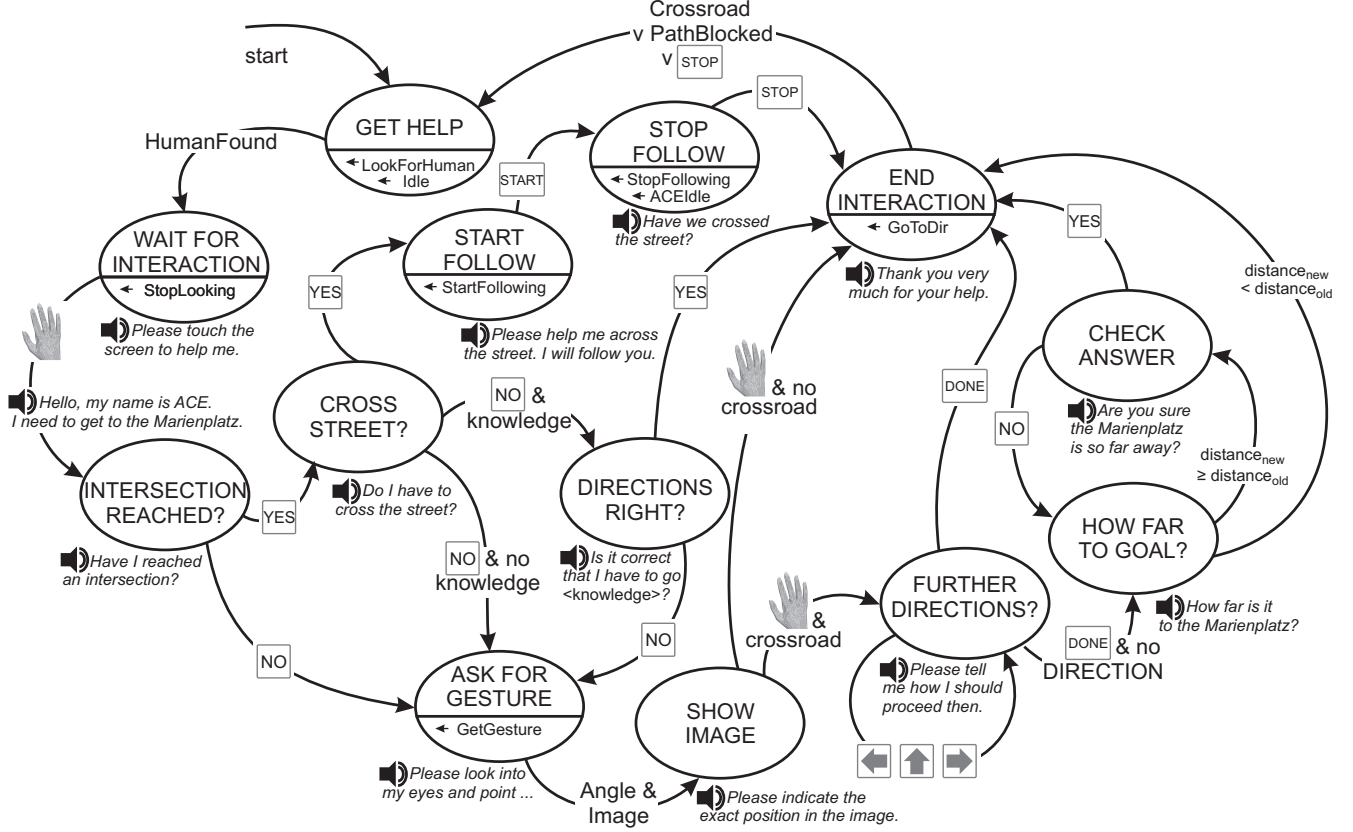 start
Crossroad
v PathBlocked
v STOP
GET HELP
LookForHuman
Idle
HumanFound
WAIT FOR
INTERACTION
StopLooking
Please touch the
screen to help me.
Hello, my name is ACE.
I need to get to the Marienplatz.
INTERSECTION
REACHED?
Have I reached
an intersection?
YES
NO
CROSS
STREET?
Do I have to
cross the street?
YES
START
FOLLOW
StartFollowing
Please help me across
the street. I will follow you.
START
STOP
FOLLOW
StopFollowing
ACEIdle
Have we crossed
the street?
STOP
END
INTERACTION
GoToDir
Thank you very
much for your help.
NO &
knowledge
NO & no
knowledge
DIRECTIONS
RIGHT?
Is it correct
that I have to go
<knowledge>?
YES
NO
ASK FOR
GESTURE
GetGesture
Please look into
my eyes and point ...
Angle &
Image
SHOW
IMAGE
Please indicate the
exact position in the image.
& no
crossroad
&
crossroad
FURTHER
DIRECTIONS?
Please tell
me how I should
proceed then.
DONE
DONE & no
DIRECTION
HOW FAR
TO GOAL?
How far is it
to the Marienplatz?
distancenew
≥ distanceold
CHECK
ANSWER
Are you sure
the Marienplatz
is so far away?
NO
YES
distancenew
< distanceold